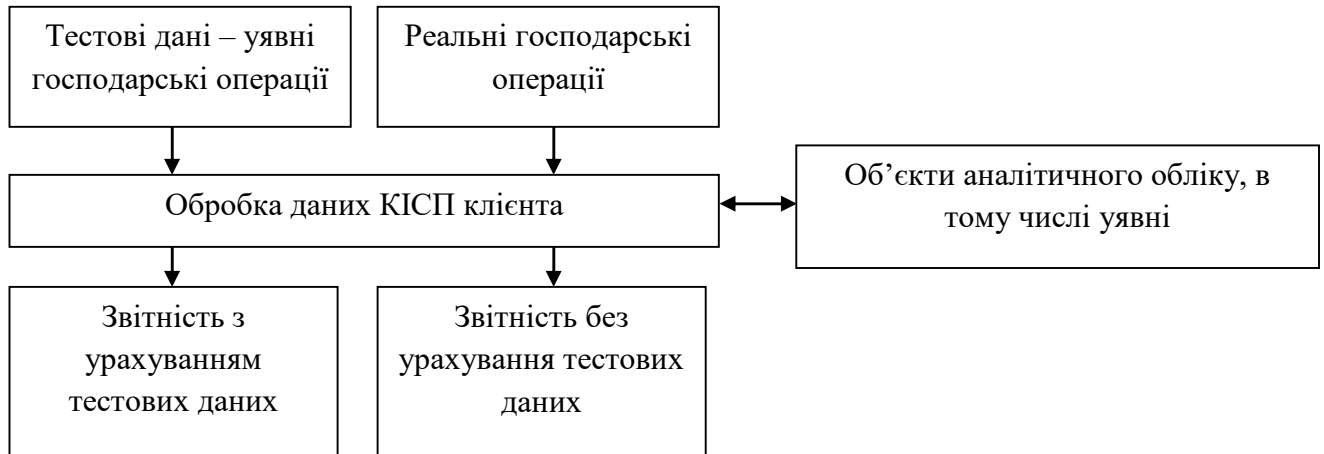 Тестові дані – уявні
господарські операції
Реальні господарські
операції
Обробка даних КІСП клієнта
Об’єкти аналітичного обліку, в
тому числі уявні
Звітність з
урахуванням
тестових даних
Звітність без
урахування тестових
даних